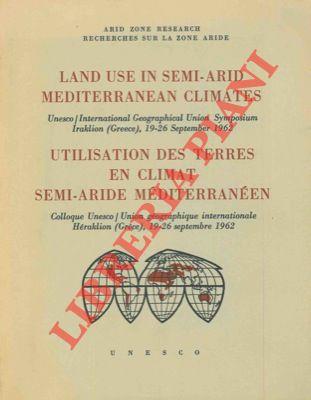 ARID ZONE RESEARCH
RECHERCHES SUR LA ZONE ARIDE
LAND USE IN SEMI-ARID
MEDITERRANEAN CLIMATES
Unesco/International Geographical Union Symposium
Iraklion (Greece), 19-26 September 1962
UTILISATION DES TERRES
EN CLIMAT
SEMI-ARIDE MÉDITERRANÉEN
Colloque Unesco/Union géographique internationale
Héraklion (Grèce), 19-26 septembre 1962
LIBRERIA PIANI
UNESCO